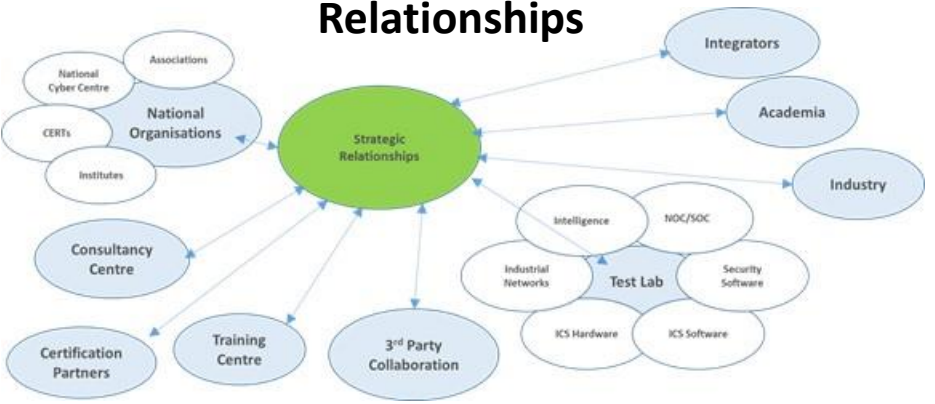 Relationships
Integrators
Associations
National
Cyber Centre
National
Organisations
CERTs
Institutes
Strategic
Relationships
Academia
Industry
Intelligence
NOC/SOC
Consultancy
Centre
Industrial
Networks
Test Lab
Security
Software
ICS Hardware
ICS Software
Certification
Partners
Training
Centre
3rd Party
Collaboration